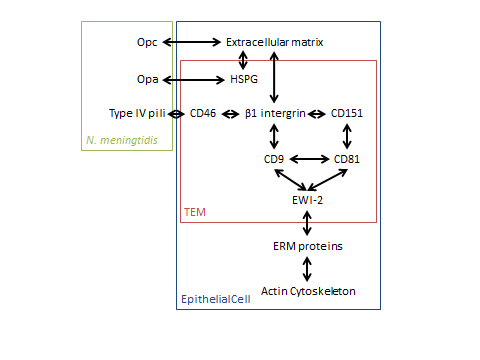 Opc Extracellular matrix
Opa HSPG
Type IV pili CD46 β1 intergrin CD151
N. meningtidis
CD9 CD81
EWI-2
TEM
ERM proteins
Actin Cytoskeleton
EpithelialCell